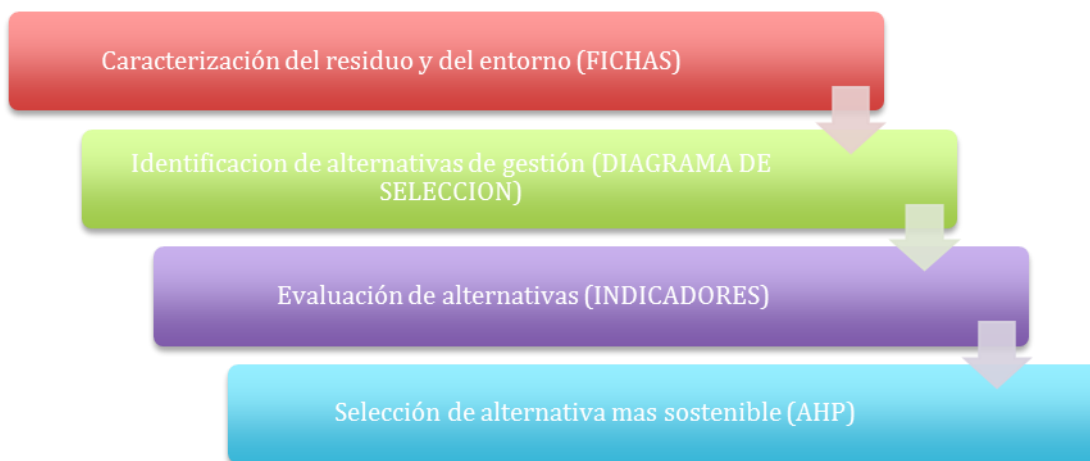 Caracterización del residuo y del entorno (FICHAS)
Identificacion de alternativas de gestión (DIAGRAMA DE
SELECCION)
Evaluación de alternativas (INDICADORES)
Selección de alternativa mas sostenible (AHP)